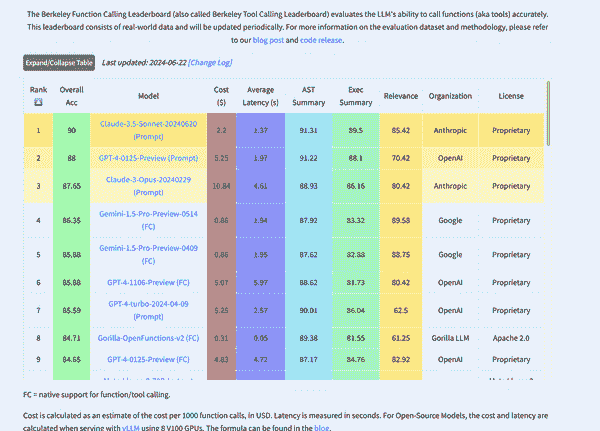 The Berkeley Function Calling Leaderboard (also called Berkeley Tool Calling Leaderboard) evaluates the LLM's ability to call functions (aka tools) accurately.
This leaderboard consists of real-world data and will be updated periodically. For more information on the evaluation dataset and methodology, please refer
to our blog post and code release.
Expand/Collapse Table Last updated: 2024-06-22 [Change Log]
Rank Overall Acc Model Cost ($) Average Latency (s) AST Summary Exec Summary Relevance Organization License
1 90 Claude-3.5-Sonnet-20240620 (Prompt) 2.2 1.37 91.31 89.5 85.42 Anthropic Proprietary
2 88 GPT-4-0125-Preview (Prompt) 5.25 1.97 91.22 88.1 70.42 OpenAI Proprietary
3 87.65 Claude-3-Opus-20240229 (Prompt) 10.84 4.61 88.93 86.16 80.42 Anthropic Proprietary
4 86.35 Gemini-1.5-Pro-Preview-0514 (FC) 0.86 1.94 87.92 83.32 89.58 Google Proprietary
5 85.88 Gemini-1.5-Pro-Preview-0409 (FC) 0.86 1.95 87.62 88.75 Google Proprietary
6 85.88 GPT-4-1106-Preview (FC) 5.97 88.62 81.73 80.42 OpenAI Proprietary
7 85.59 GPT-4-turbo-2024-04-09 (Prompt) 5.25 2.57 90.01 86.04 62.5 OpenAI Proprietary
8 84.71 Gorilla-OpenFunctions-v2 (FC) 0.31 89.38 81.55 61.25 Gorilla LLM Apache 2.0
9 84.65 GPT-4-0125-Preview (FC) 4.83 4.72 87.17 84.76 82.92 OpenAI Proprietary
FC = native support for function/tool calling.
Cost is calculated as an estimate of the cost per 1000 function calls, in USD. Latency is measured in seconds. For Open-Source Models, the cost and latency are
calculated when serving with vLLM using 8 V100 GPUs. The formula can be found in the blog.